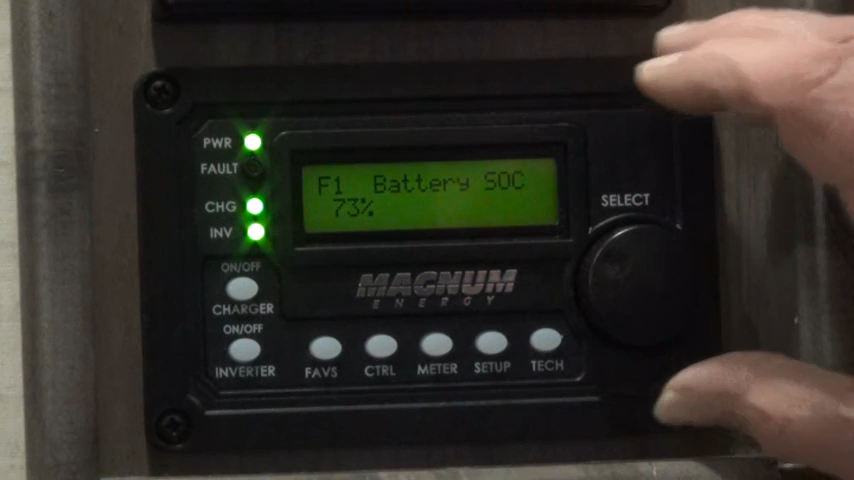 PWR
FAULT
CHG
INV
F1 Battery SOC
73%
SELECT
ON/OFF
CHARGER
MAGNUM
ENERGY
ON/OFF
INVERTER
FAVS
CTRL
METER
SETUP
TECH